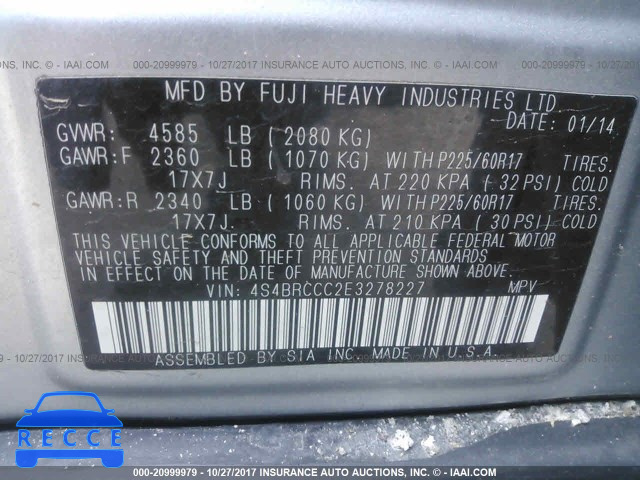 000-20999979 - 10/27/2017 INSURANCE AUTO AUCTIONS, INC. - © IAAI.COM
MFD BY FUJI HEAVY INDUSTRIES LTD.
DATE: 01/14
GVWR: 4585 LB ( 2080 KG)
GAWR:F 2360 LB ( 1070 KG) WITH P225/60R17 TIRES.
17X7J RIMS. AT 220 KPA ( 32 PSI) COLD
GAWR:R 2340 LB ( 1060 KG) WITH P225/60R17 TIRES.
17X7J. RIMS. AT 210 KPA ( 30 PSI) COLD
THIS VEHICLE CONFORMS TO ALL APPLICABLE FEDERAL MOTOR
VEHICLE SAFETY AND THEFT PREVENTION STANDARDS
IN EFFECT ON THE DATE OF MANUFACTURE SHOWN ABOVE.
VIN: 4S4BRCCC2E3278227 MPV
000-20999979 - 10/27/2017 INSURANCE AUTO AUCTIONS, INC. - © IAAI.COM
ASSEMBLED BY SIA INC. MADE IN U.S.A.
RECCE
000-20999979 - 10/27/2017 INSURANCE AUTO AUCTIONS, INC. - © IAAI.COM